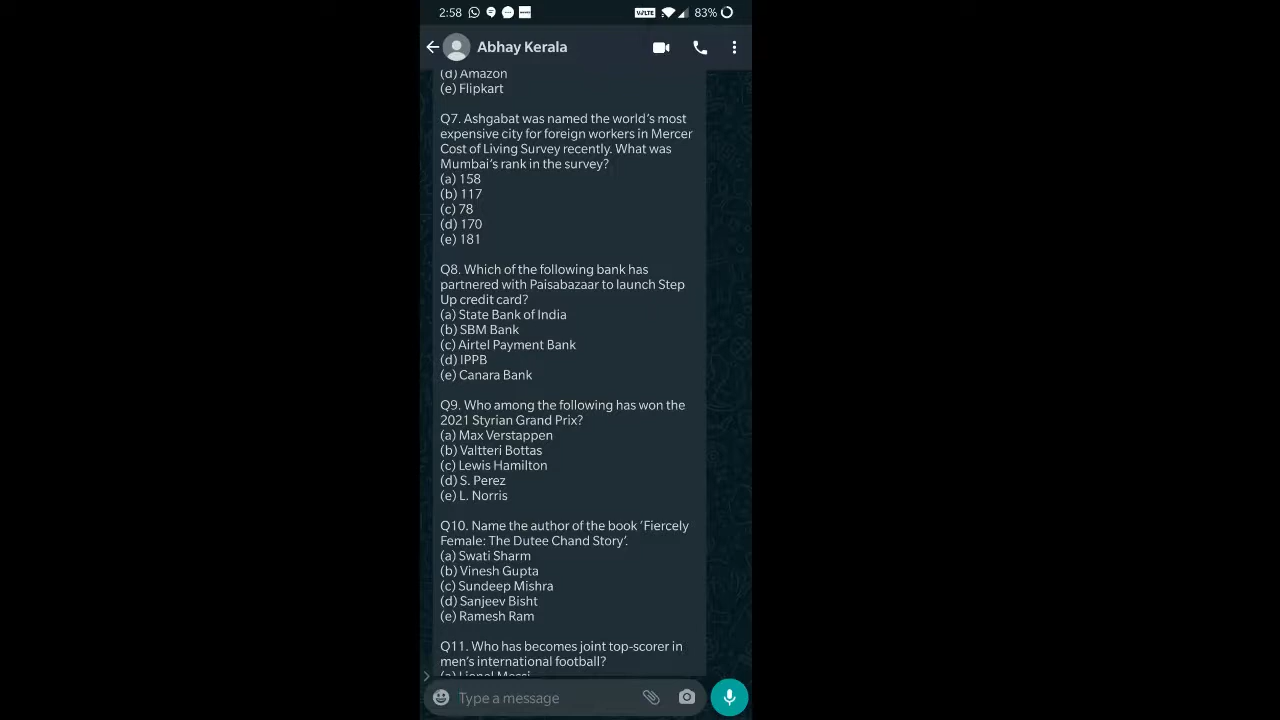 2:58
VoLTE
83%
Abhay Kerala
(d) Amazon
(e) Flipkart
Q7. Ashgabat was named the world's most
expensive city for foreign workers in Mercer
Cost of Living Survey recently. What was
Mumbai's rank in the survey?
(a) 158
(b) 117
(c) 78
(d) 170
(e) 181
Q8. Which of the following bank has
partnered with Paisabazaar to launch Step
Up credit card?
(a) State Bank of India
(b) SBM Bank
(c) Airtel Payment Bank
(d) IPPB
(e) Canara Bank
Q9. Who among the following has won the
2021 Styrian Grand Prix?
(a) Max Verstappen
(b) Valtteri Bottas
(c) Lewis Hamilton
(d) S. Perez
(e) L. Norris
Q10. Name the author of the book 'Fiercely
Female: The Dutee Chand Story'.
(a) Swati Sharm
(b) Vinesh Gupta
(c) Sundeep Mishra
(d) Sanjeev Bisht
(e) Ramesh Ram
Q11. Who has becomes joint top-scorer in
men's international football?
(a) Lionel Messi
Type a message